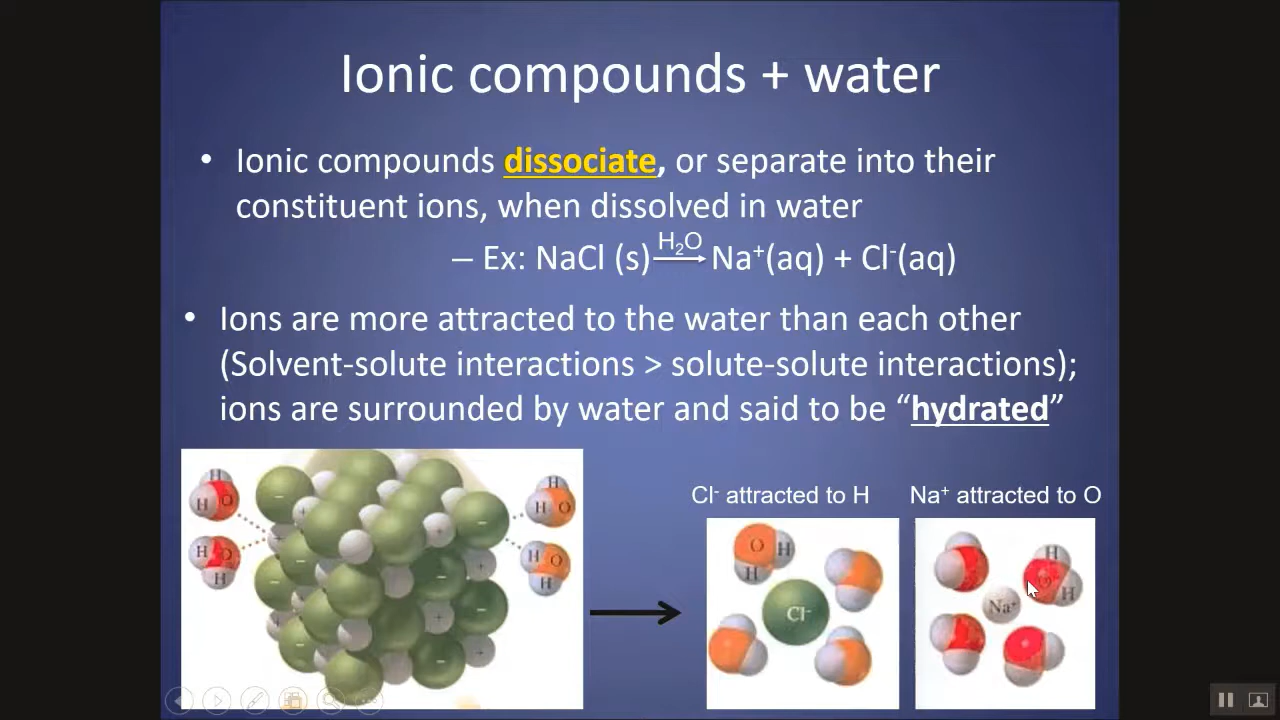 Ionic compounds + water
• Ionic compounds dissociate, or separate into their
constituent ions, when dissolved in water
– Ex: NaCl (s) H₂O → Na⁺(aq) + Cl⁻(aq)
• Ions are more attracted to the water than each other
(Solvent-solute interactions > solute-solute interactions);
ions are surrounded by water and said to be “hydrated”
Cl⁻ attracted to H
Na⁺ attracted to O
H
H O
H O
H
H
H O
H O
H
O H
H
Cl⁻
H
O
H
Na⁺